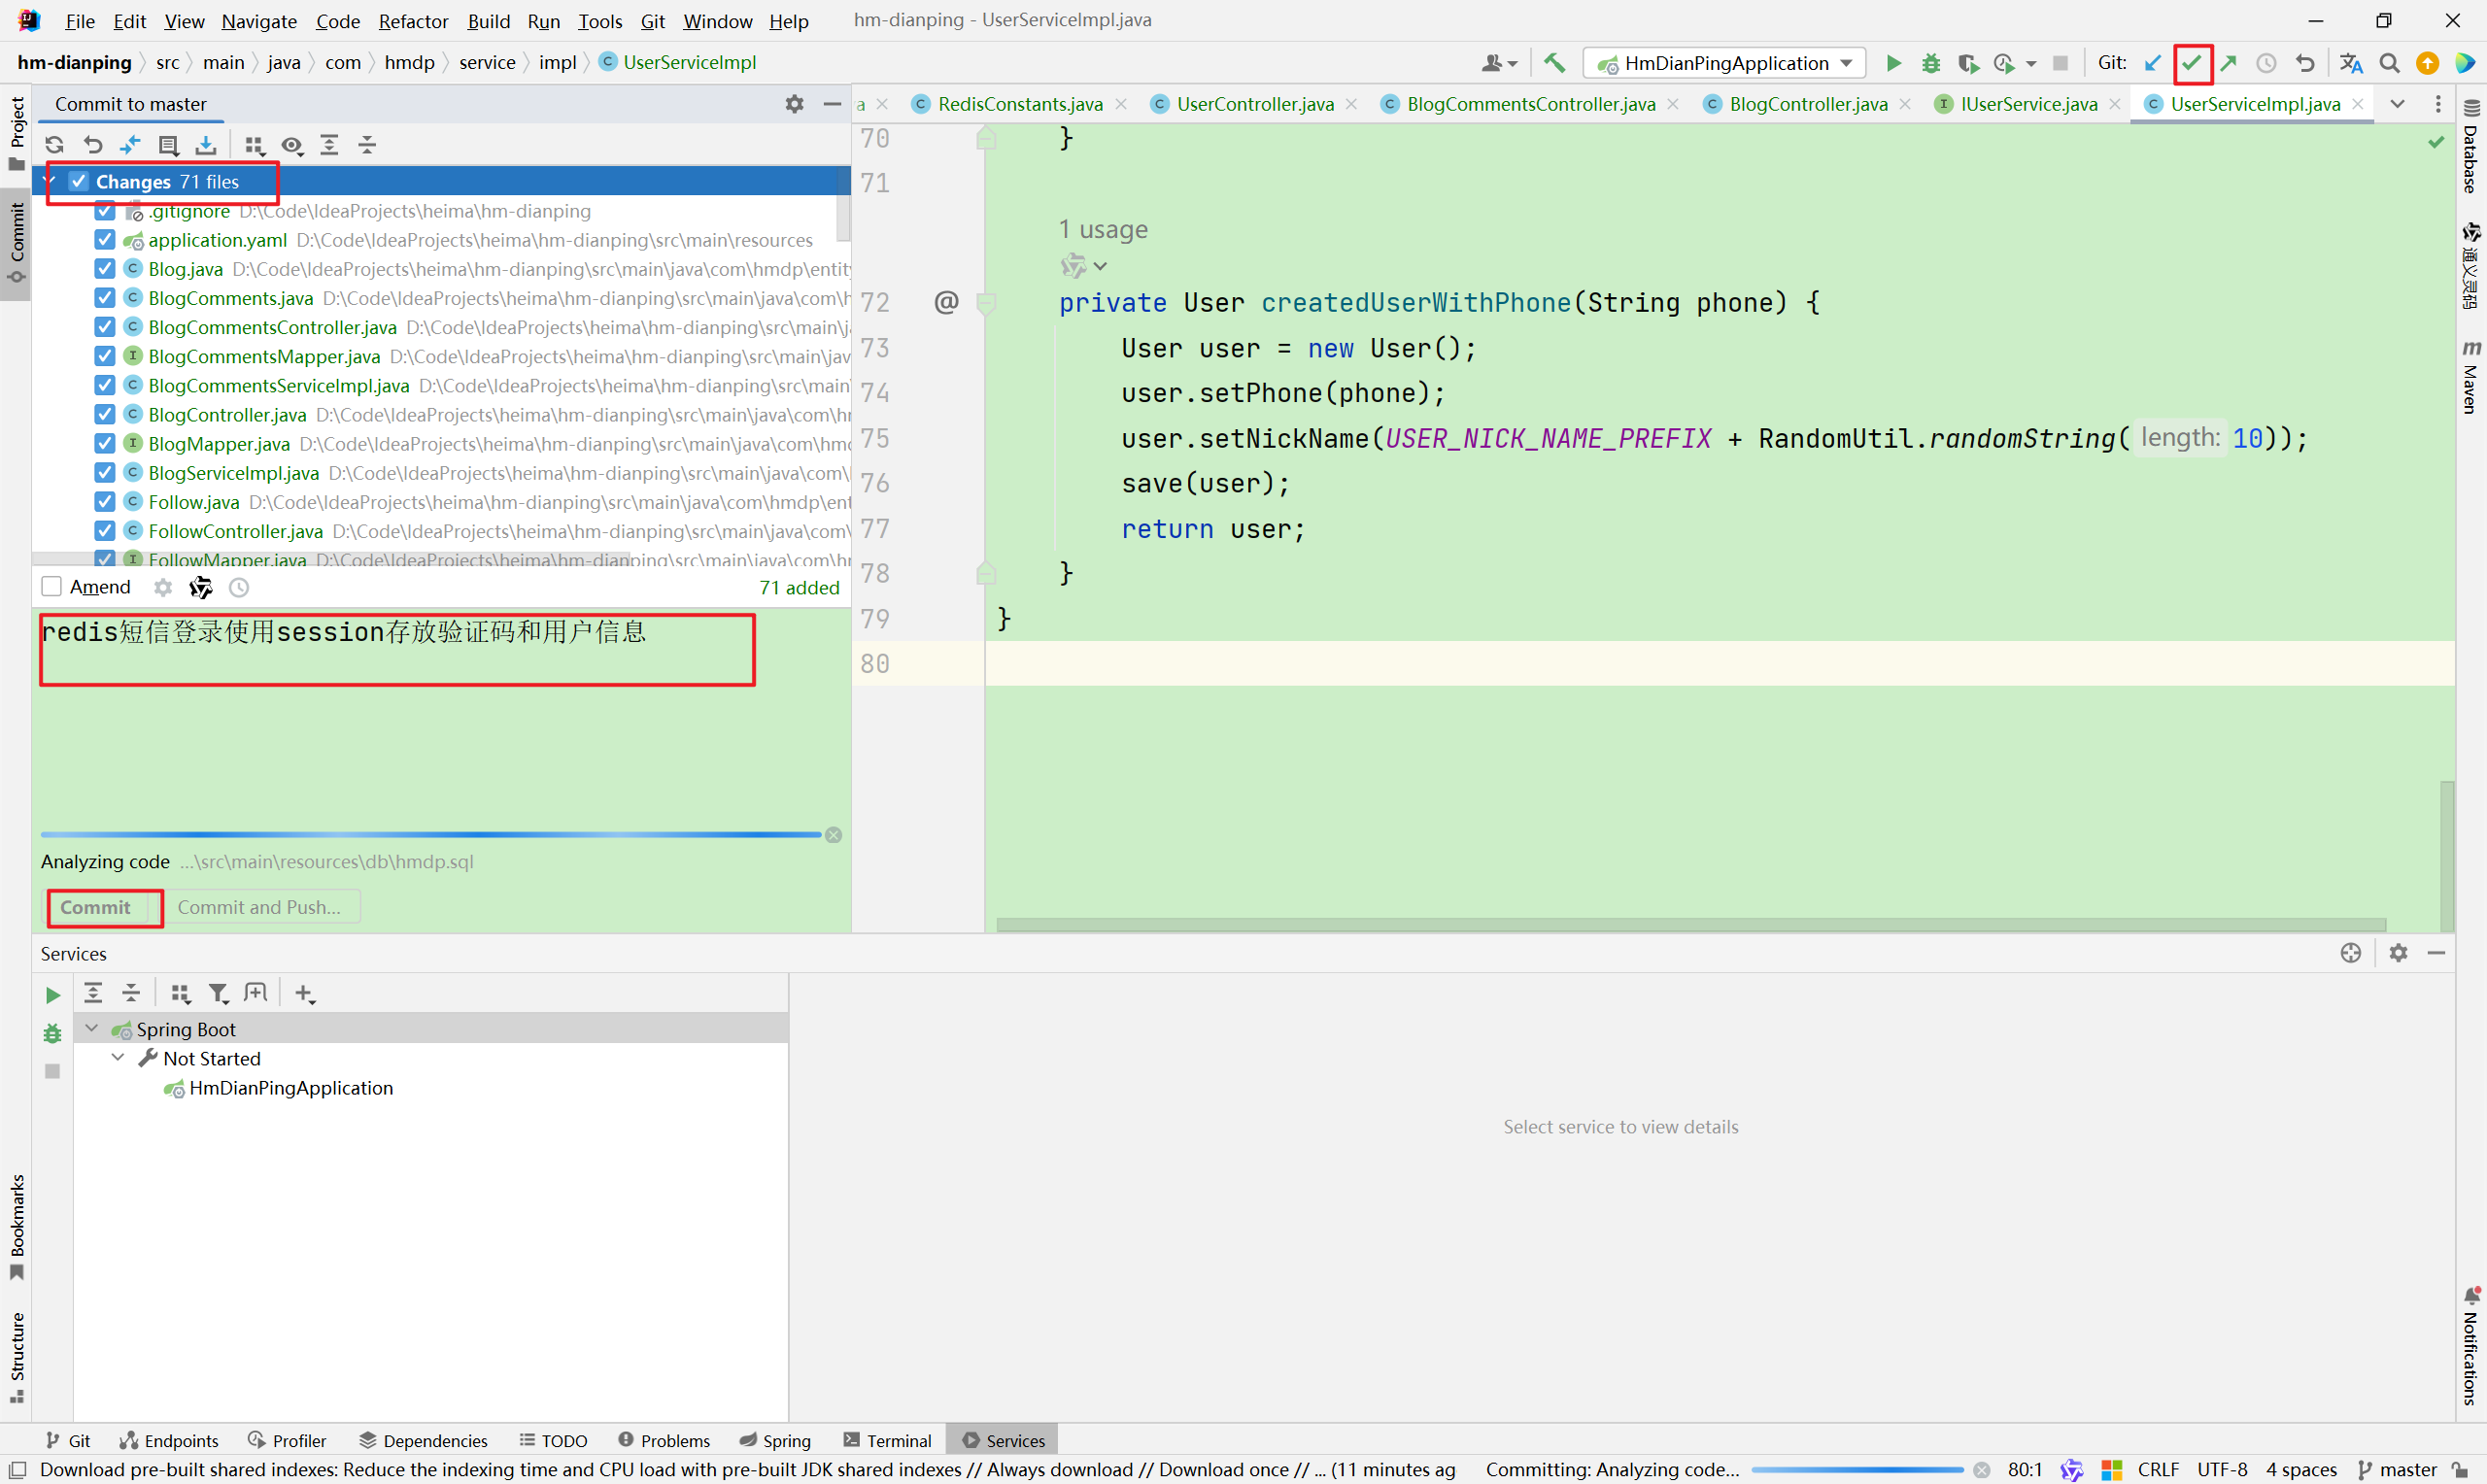 File Edit View Navigate Code Refactor Build Run Tools Git Window Help hm-dianping - UserServiceImpl.java
hm-dianping src main java com hmdp service impl UserServiceImpl HmDianPingApplication Git:
Commit to master
RedisConstants.java UserController.java BlogCommentsController.java BlogController.java IUserService.java UserServiceImpl.java
Project
Commit
Bookmarks
Structure
Changes 71 files
.gitignore D:\Code\IdeaProjects\heima\hm-dianping
application.yaml D:\Code\IdeaProjects\heima\hm-dianping\src\main\resources
Blog.java D:\Code\IdeaProjects\heima\hm-dianping\src\main\java\com\hmdp\entity
BlogComments.java D:\Code\IdeaProjects\heima\hm-dianping\src\main\java\com\h
BlogCommentsController.java D:\Code\IdeaProjects\heima\hm-dianping\src\main\j
BlogCommentsMapper.java D:\Code\IdeaProjects\heima\hm-dianping\src\main\jav
BlogCommentsServiceImpl.java D:\Code\IdeaProjects\heima\hm-dianping\src\main\
BlogController.java D:\Code\IdeaProjects\heima\hm-dianping\src\main\java\com\hm
BlogMapper.java D:\Code\IdeaProjects\heima\hm-dianping\src\main\java\com\hmd
BlogServiceImpl.java D:\Code\IdeaProjects\heima\hm-dianping\src\main\java\com\
Follow.java D:\Code\IdeaProjects\heima\hm-dianping\src\main\java\com\hmdp\ent
FollowController.java D:\Code\IdeaProjects\heima\hm-dianping\src\main\java\com\
FollowMapper.java D:\Code\IdeaProjects\heima\hm-dianping\src\main\java\com\h
Amend 71 added
redis短信登录使用session存放验证码和用户信息
Analyzing code ...\src\main\resources\db\hmdp.sql
Commit Commit and Push...
70 }
71
1 usage
72 @ private User createdUserWithPhone(String phone) {
73 User user = new User();
74 user.setPhone(phone);
75 user.setNickName(USER_NICK_NAME_PREFIX + RandomUtil.randomString( length: 10));
76 save(user);
77 return user;
78 }
79 }
80
Database
通义灵码
Maven
Notifications
Services
Spring Boot
Not Started
HmDianPingApplication
Select service to view details
Git Endpoints Profiler Dependencies TODO Problems Spring Terminal Services
Download pre-built shared indexes: Reduce the indexing time and CPU load with pre-built JDK shared indexes // Always download // Download once // ... (11 minutes ag Committing: Analyzing code... 80:1 CRLF UTF-8 4 spaces master